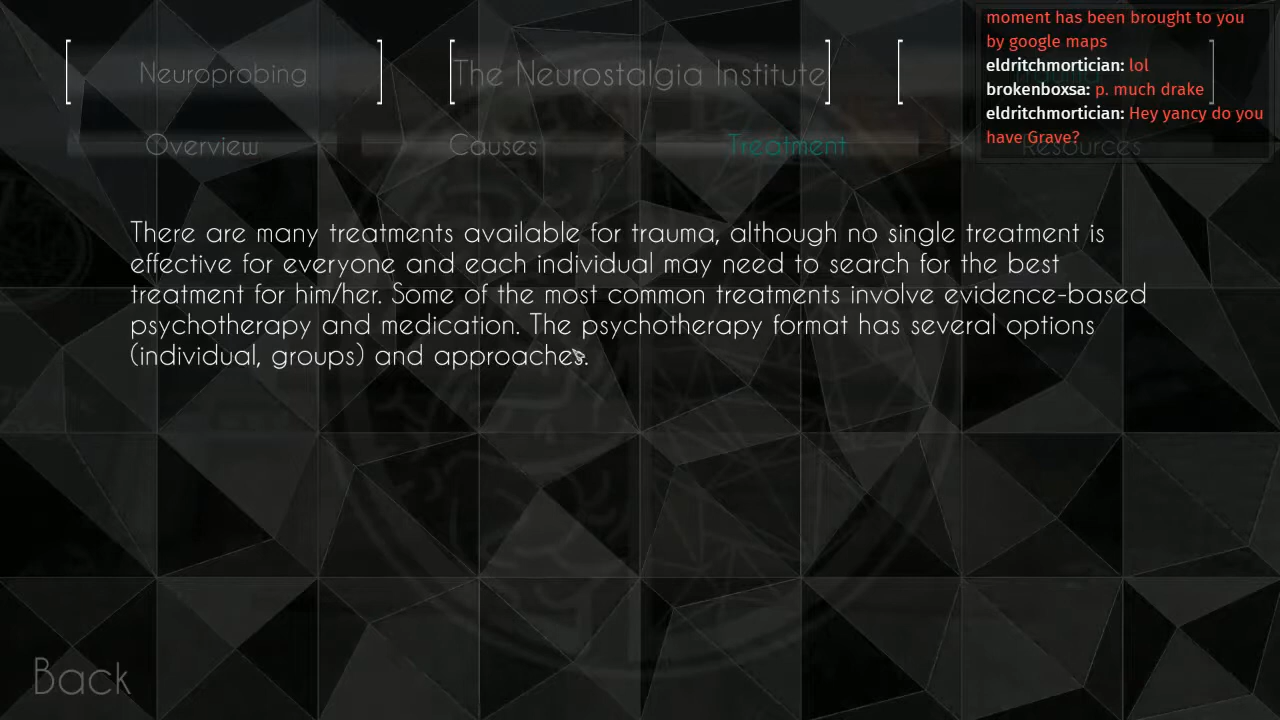 Neuroprobing
The Neurostalgia Institute
Overview
Causes
Treatment
Resources
moment has been brought to you
by google maps
eldritchmortician: lol
brokenboxsa: p. much drake
eldritchmortician: Hey yancy do you
have Grave?
There are many treatments available for trauma, although no single treatment is
effective for everyone and each individual may need to search for the best
treatment for him/her. Some of the most common treatments involve evidence-based
psychotherapy and medication. The psychotherapy format has several options
(individual, groups) and approaches.
Back